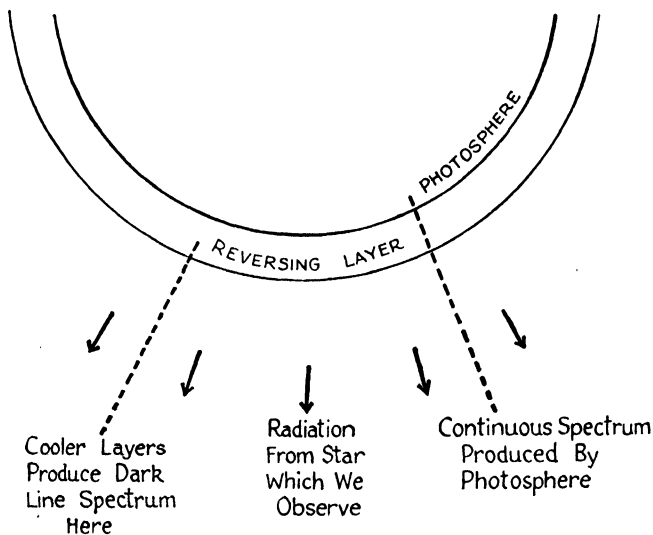 PHOTOSPHERE
REVERSING LAYER
Cooler Layers
Produce Dark
Line Spectrum
Here
Radiation
From Star
Which We
Observe
Continuous Spectrum
Produced By
Photosphere